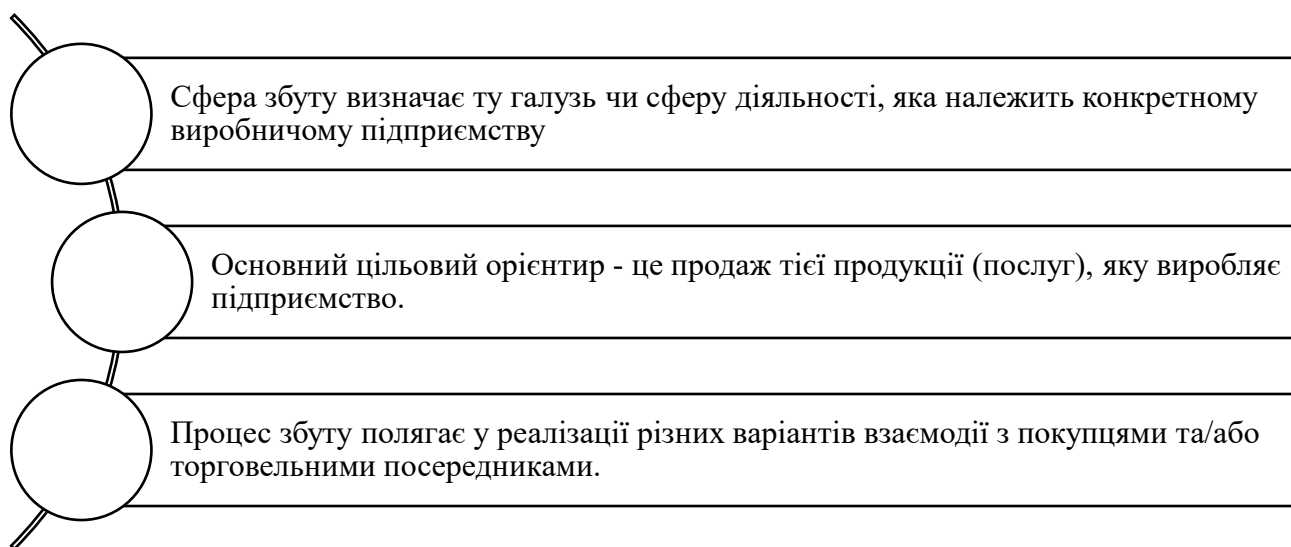 Сфера збуту визначає ту галузь чи сферу діяльності, яка належить конкретному
виробничому підприємству
Основний цільовий орієнтир - це продаж тієї продукції (послуг), яку виробляє
підприємство.
Процес збуту полягає у реалізації різних варіантів взаємодії з покупцями та/або
торговельними посередниками.